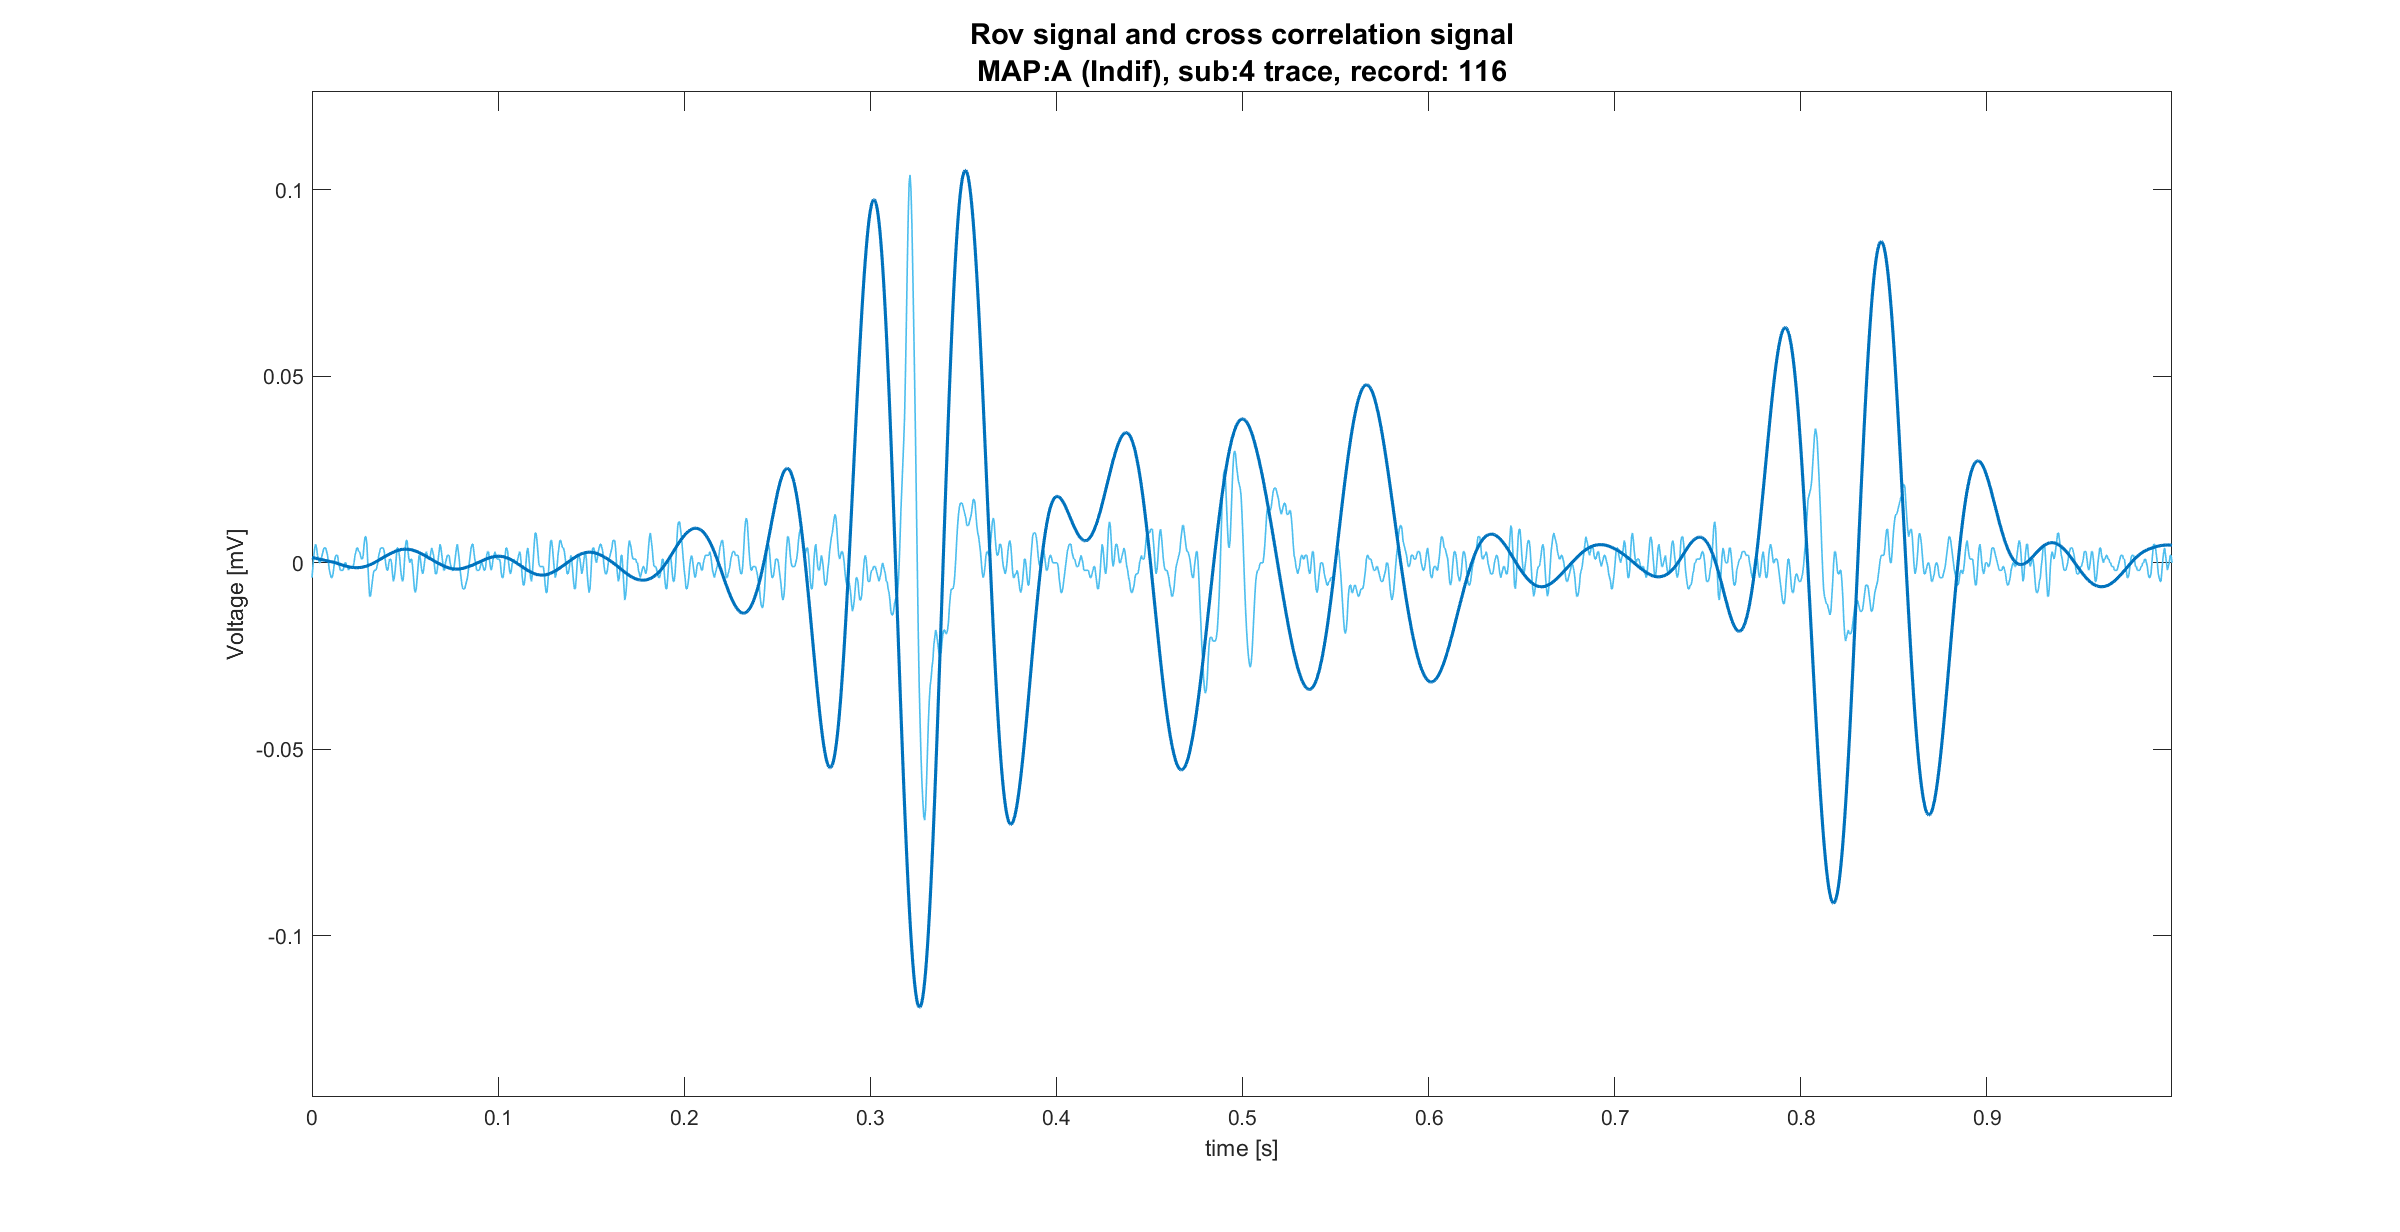 Rov signal and cross correlation signal
MAP:A (Indif), sub:4 trace, record: 116
0.1
0.05
0
-0.05
-0.1
Voltage [mV]
0 0.1 0.2 0.3 0.4 0.5 0.6 0.7 0.8 0.9
time [s]